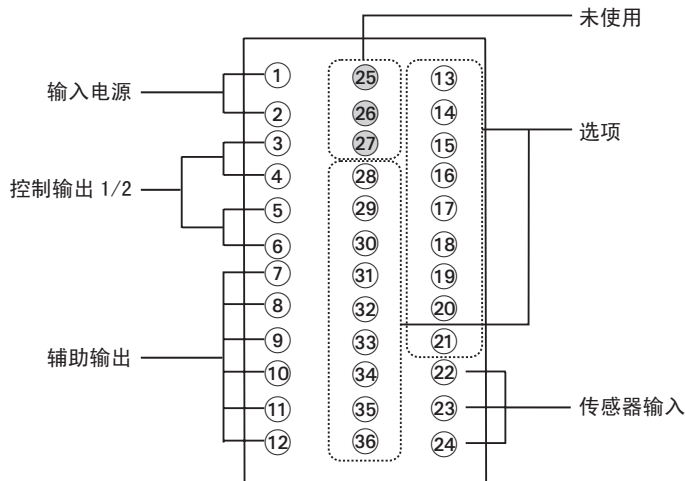 未使用
① 25 ⑬
输入电源
② 26 ⑭
选项
③ 27 ⑮
④ 28 ⑯
控制输出 1/2
⑤ 29 ⑰
⑥ 30 ⑱
⑦ 31 ⑲
⑧ 32 ⑳
⑨ 33 21
辅助输出
⑩ 34 22
⑪ 35 23
传感器输入
⑫ 36 24